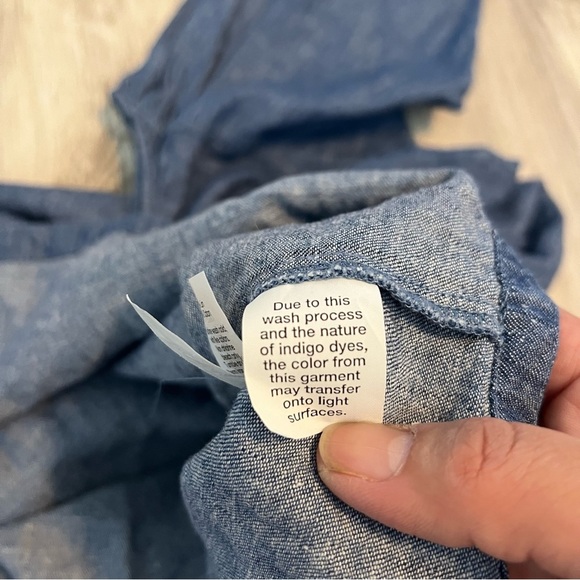 Due to this
wash process
and the nature
of indigo dyes,
the color from
this garment
may transfer
onto light
surfaces.